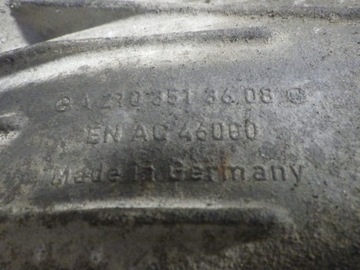 A 210 351 36 08
EN AC 46000
Made in Germany